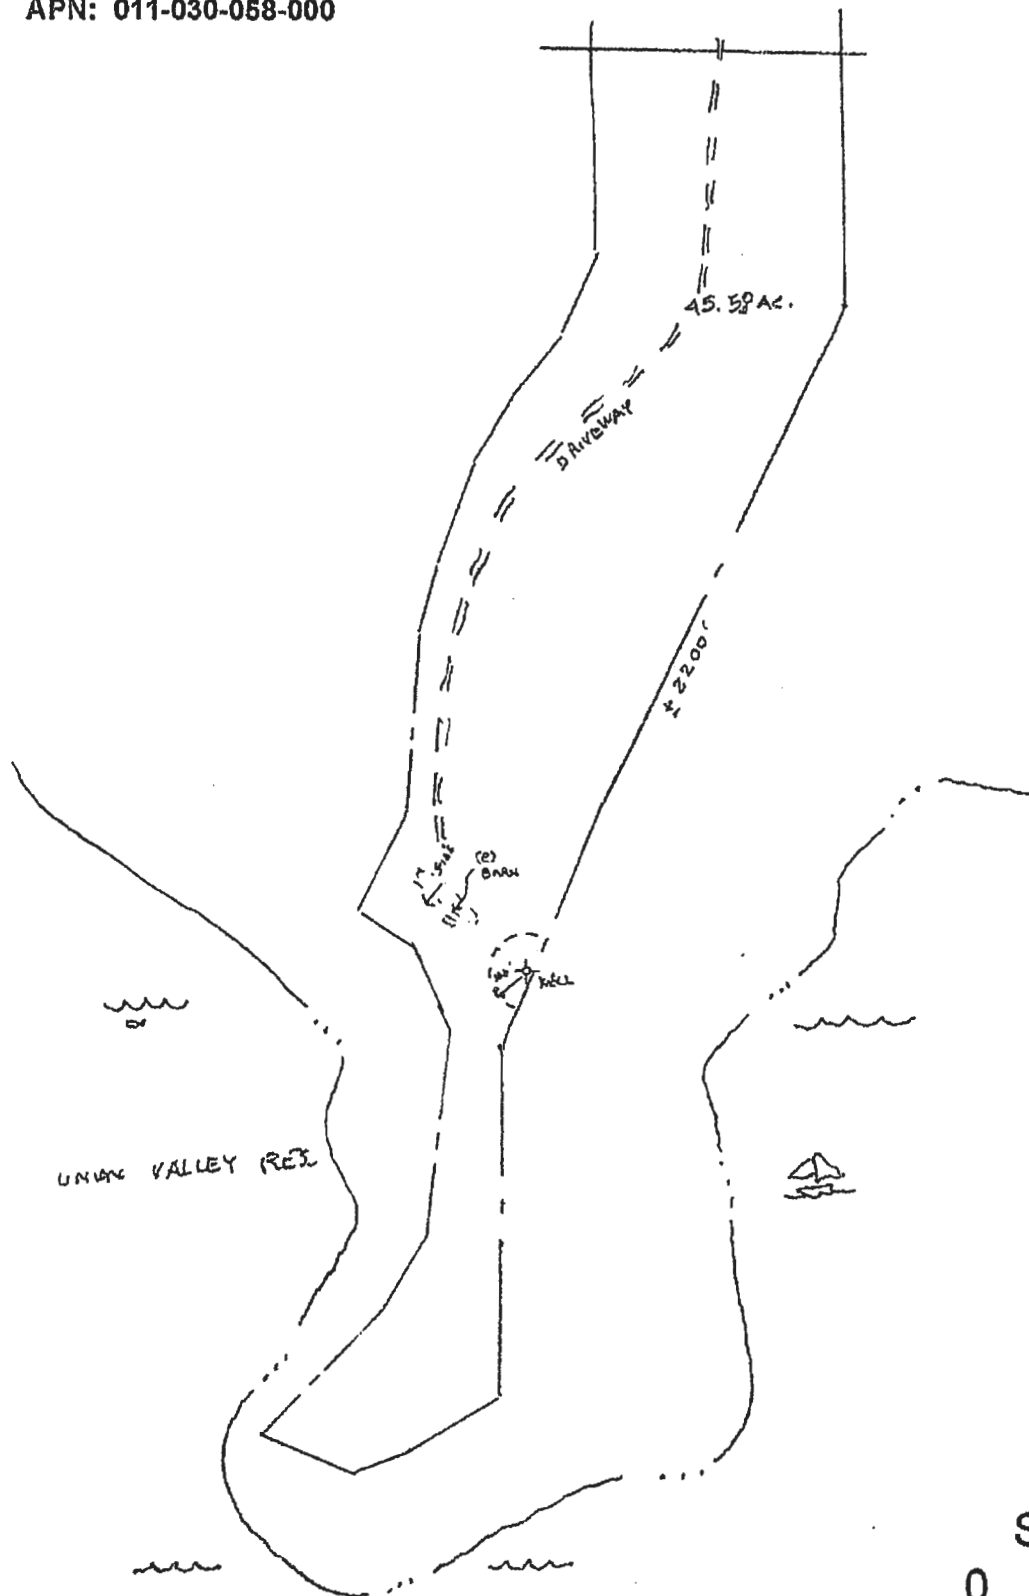 APN: 011-030-058-000
45.58 AC.
DRIVEWAY
± 2200'
(e)
BARN
WELL
UNION VALLEY RES.
S
0